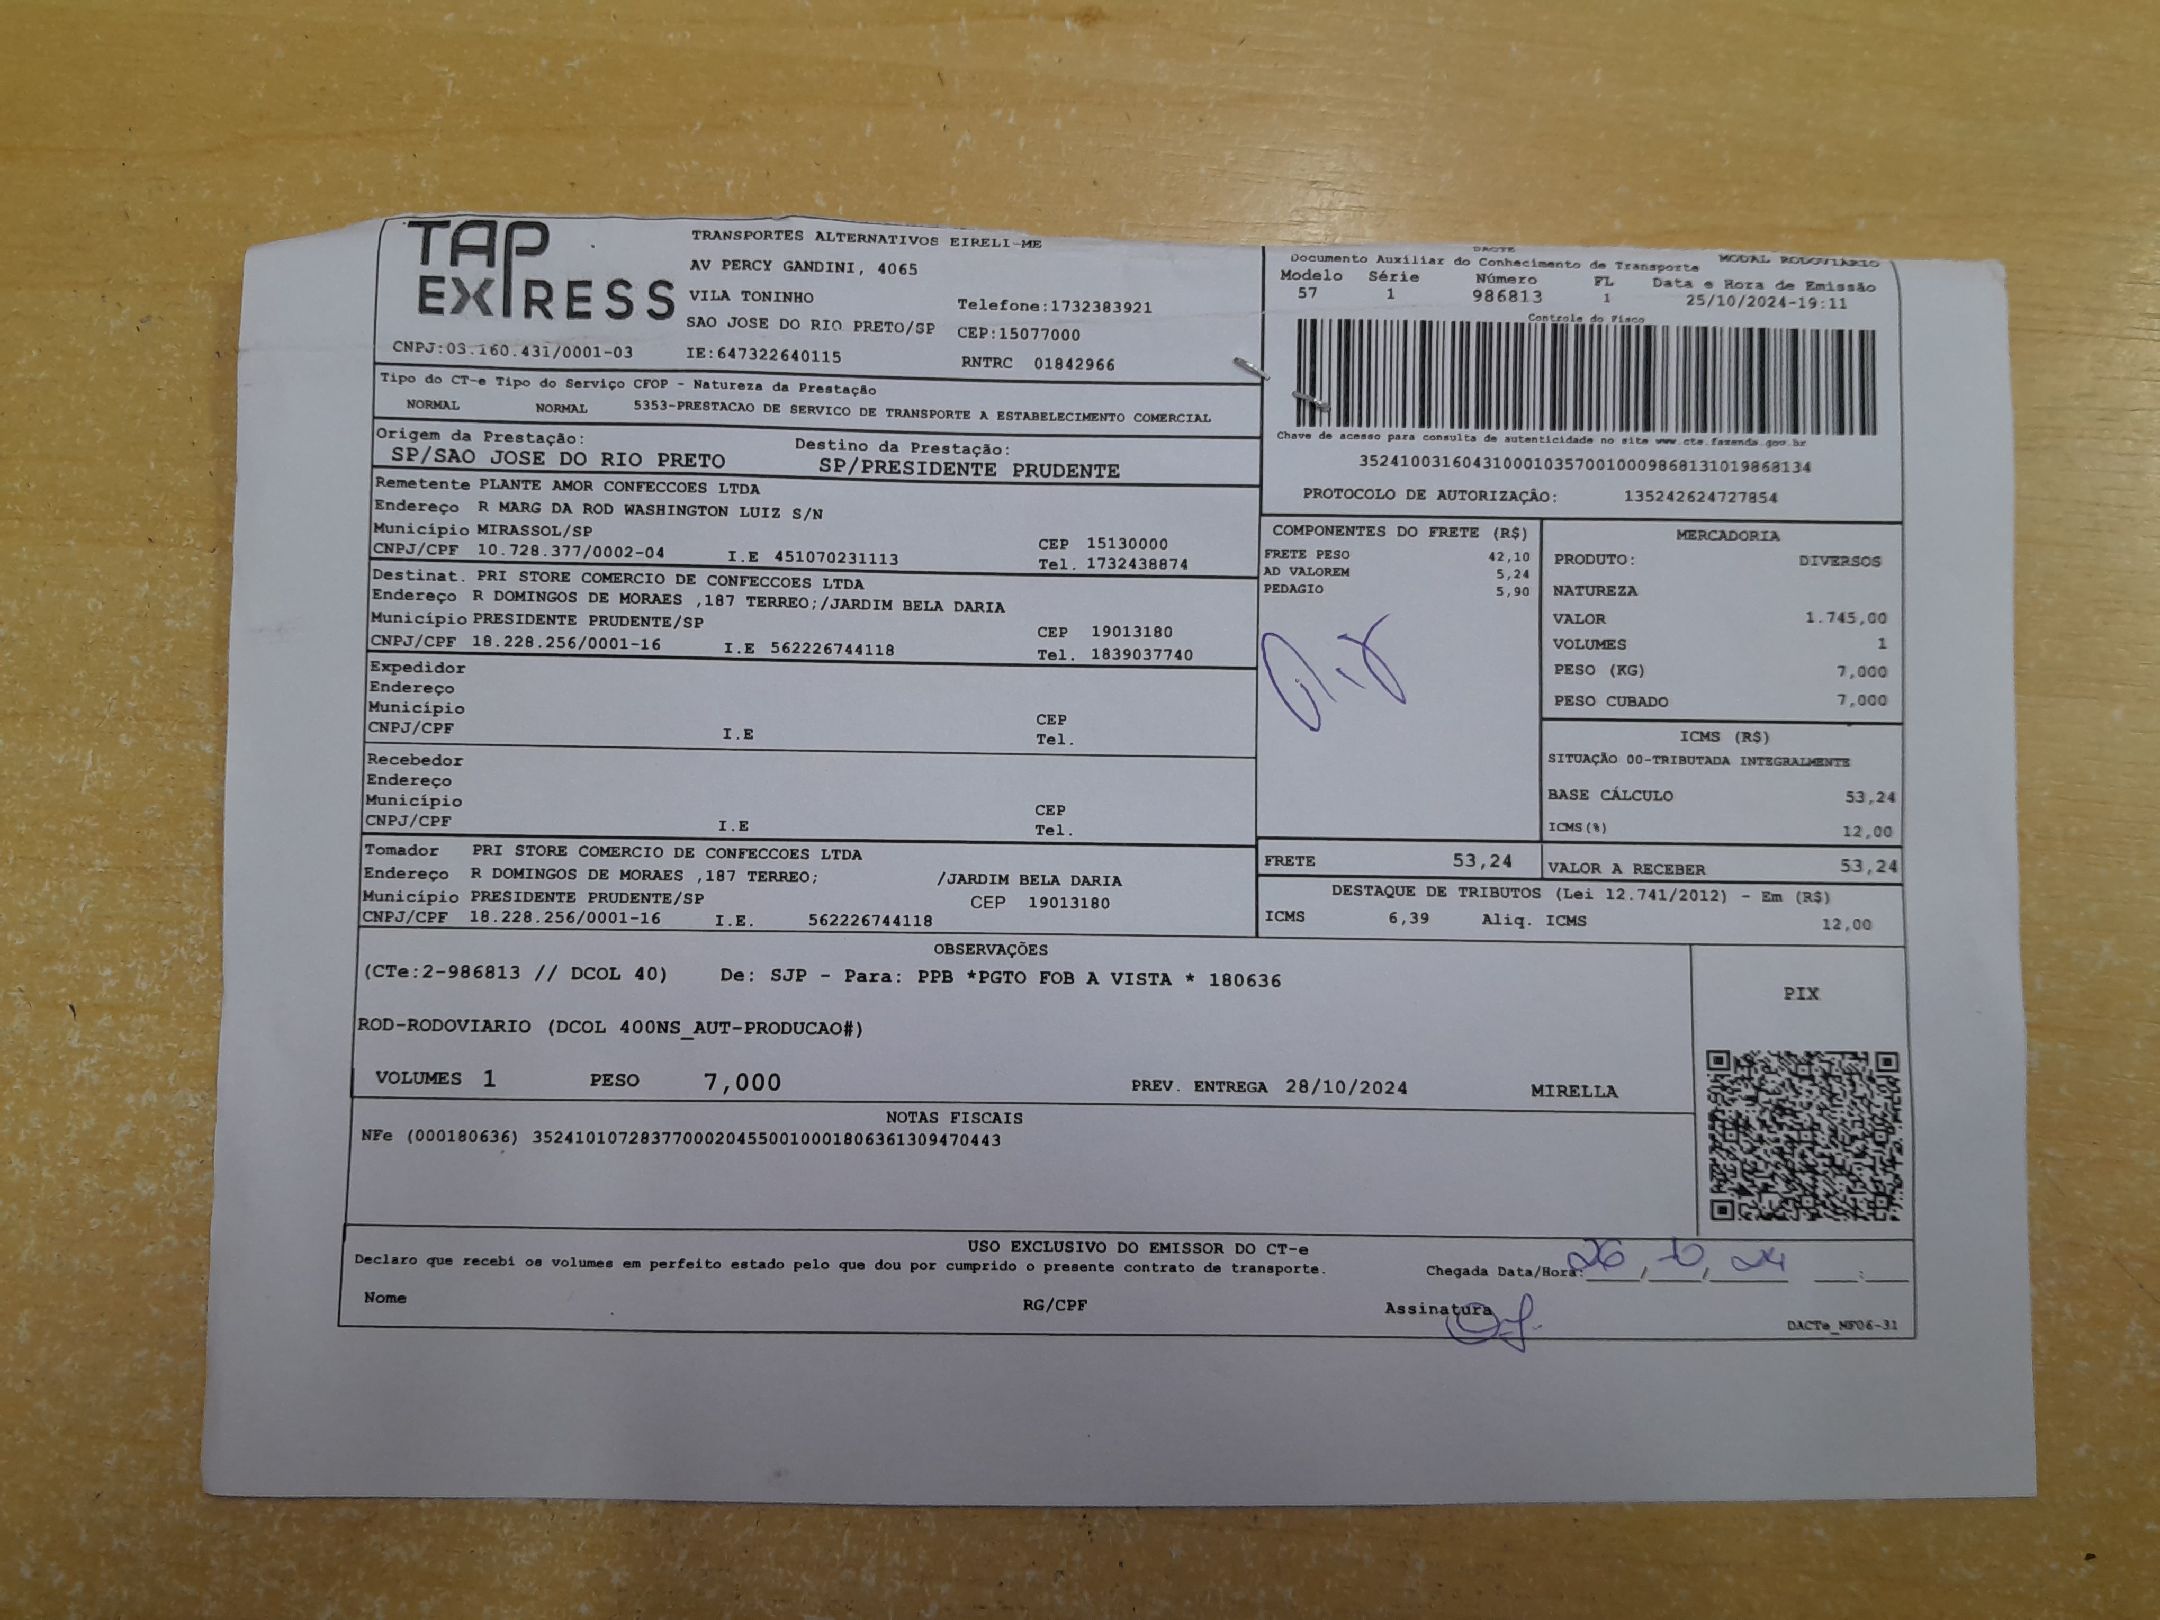 TAP EXPRESS
TRANSPORTES ALTERNATIVOS EIRELI-ME
AV PERCY GANDINI, 4065
VILA TONINHO
Telefone:1732383921
SAO JOSE DO RIO PRETO/SP CEP:15077000
CNPJ:03.160.431/0001-03 IE:647322640115 RNTRC 01842966
DACTE
Documento Auxiliar do Conhecimento de Transporte MODAL RODOVIÁRIO
Modelo Série Número FL Data e Hora de Emissão
57 1 986813 1 25/10/2024-19:11
Controle do Fisco
Chave de acesso para consulta de autenticidade no site www.cte.fazenda.gov.br
35241003160431000103570010009868131019868134
PROTOCOLO DE AUTORIZAÇÃO: 135242624727854
Tipo do CT-e Tipo do Serviço CFOP - Natureza da Prestação
NORMAL NORMAL 5353-PRESTACAO DE SERVICO DE TRANSPORTE A ESTABELECIMENTO COMERCIAL
Origem da Prestação: Destino da Prestação:
SP/SAO JOSE DO RIO PRETO SP/PRESIDENTE PRUDENTE
Remetente PLANTE AMOR CONFECCOES LTDA
Endereço R MARG DA ROD WASHINGTON LUIZ S/N
Município MIRASSOL/SP CEP 15130000
CNPJ/CPF 10.728.377/0002-04 I.E 451070231113 Tel. 1732438874
Destinat. PRI STORE COMERCIO DE CONFECCOES LTDA
Endereço R DOMINGOS DE MORAES ,187 TERREO;/JARDIM BELA DARIA
Município PRESIDENTE PRUDENTE/SP CEP 19013180
CNPJ/CPF 18.228.256/0001-16 I.E 562226744118 Tel. 1839037740
Expedidor
Endereço
Município CEP
CNPJ/CPF I.E Tel.
Recebedor
Endereço
Município CEP
CNPJ/CPF I.E Tel.
Tomador PRI STORE COMERCIO DE CONFECCOES LTDA
Endereço R DOMINGOS DE MORAES ,187 TERREO; /JARDIM BELA DARIA
Município PRESIDENTE PRUDENTE/SP CEP 19013180
CNPJ/CPF 18.228.256/0001-16 I.E. 562226744118
COMPONENTES DO FRETE (R$)
FRETE PESO 42,10
AD VALOREM 5,24
PEDAGIO 5,90
MERCADORIA
PRODUTO: DIVERSOS
NATUREZA
VALOR 1.745,00
VOLUMES 1
PESO (KG) 7,000
PESO CUBADO 7,000
ICMS (R$)
SITUAÇÃO 00-TRIBUTADA INTEGRALMENTE
BASE CÁLCULO 53,24
ICMS(%) 12,00
FRETE 53,24 VALOR A RECEBER 53,24
DESTAQUE DE TRIBUTOS (Lei 12.741/2012) - Em (R$)
ICMS 6,39 Aliq. ICMS 12,00
OBSERVAÇÕES
(CTe:2-986813 // DCOL 40) De: SJP - Para: PPB *PGTO FOB A VISTA * 180636
ROD-RODOVIARIO (DCOL 400NS_AUT-PRODUCAO#)
VOLUMES 1 PESO 7,000 PREV. ENTREGA 28/10/2024 MIRELLA
PIX
NOTAS FISCAIS
NFe (000180636) 35241010728377000204550010001806361309470443
USO EXCLUSIVO DO EMISSOR DO CT-e
Declaro que recebi os volumes em perfeito estado pelo que dou por cumprido o presente contrato de transporte.
Chegada Data/Hora: 26/10/24 __:__
Nome RG/CPF Assinatura
DACTe_MF06-31